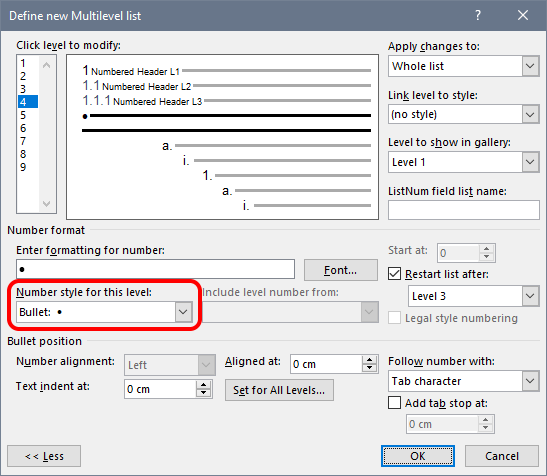 Define new Multilevel list
?
Click level to modify:
1
2
3
4
5
6
7
8
9
1 Numbered Header L1
1.1 Numbered Header L2
1.1.1 Numbered Header L3
•
a.
i.
1.
a.
i.
Apply changes to:
Whole list
Link level to style:
(no style)
Level to show in gallery:
Level 1
ListNum field list name:
Number format
Enter formatting for number:
•
Font...
Number style for this level:
Bullet: •
Include level number from:
Start at: 0
Restart list after:
Level 3
Legal style numbering
Bullet position
Number alignment: Left
Aligned at: 0 cm
Text indent at: 0 cm
Set for All Levels...
Follow number with:
Tab character
Add tab stop at:
0 cm
<< Less
OK
Cancel